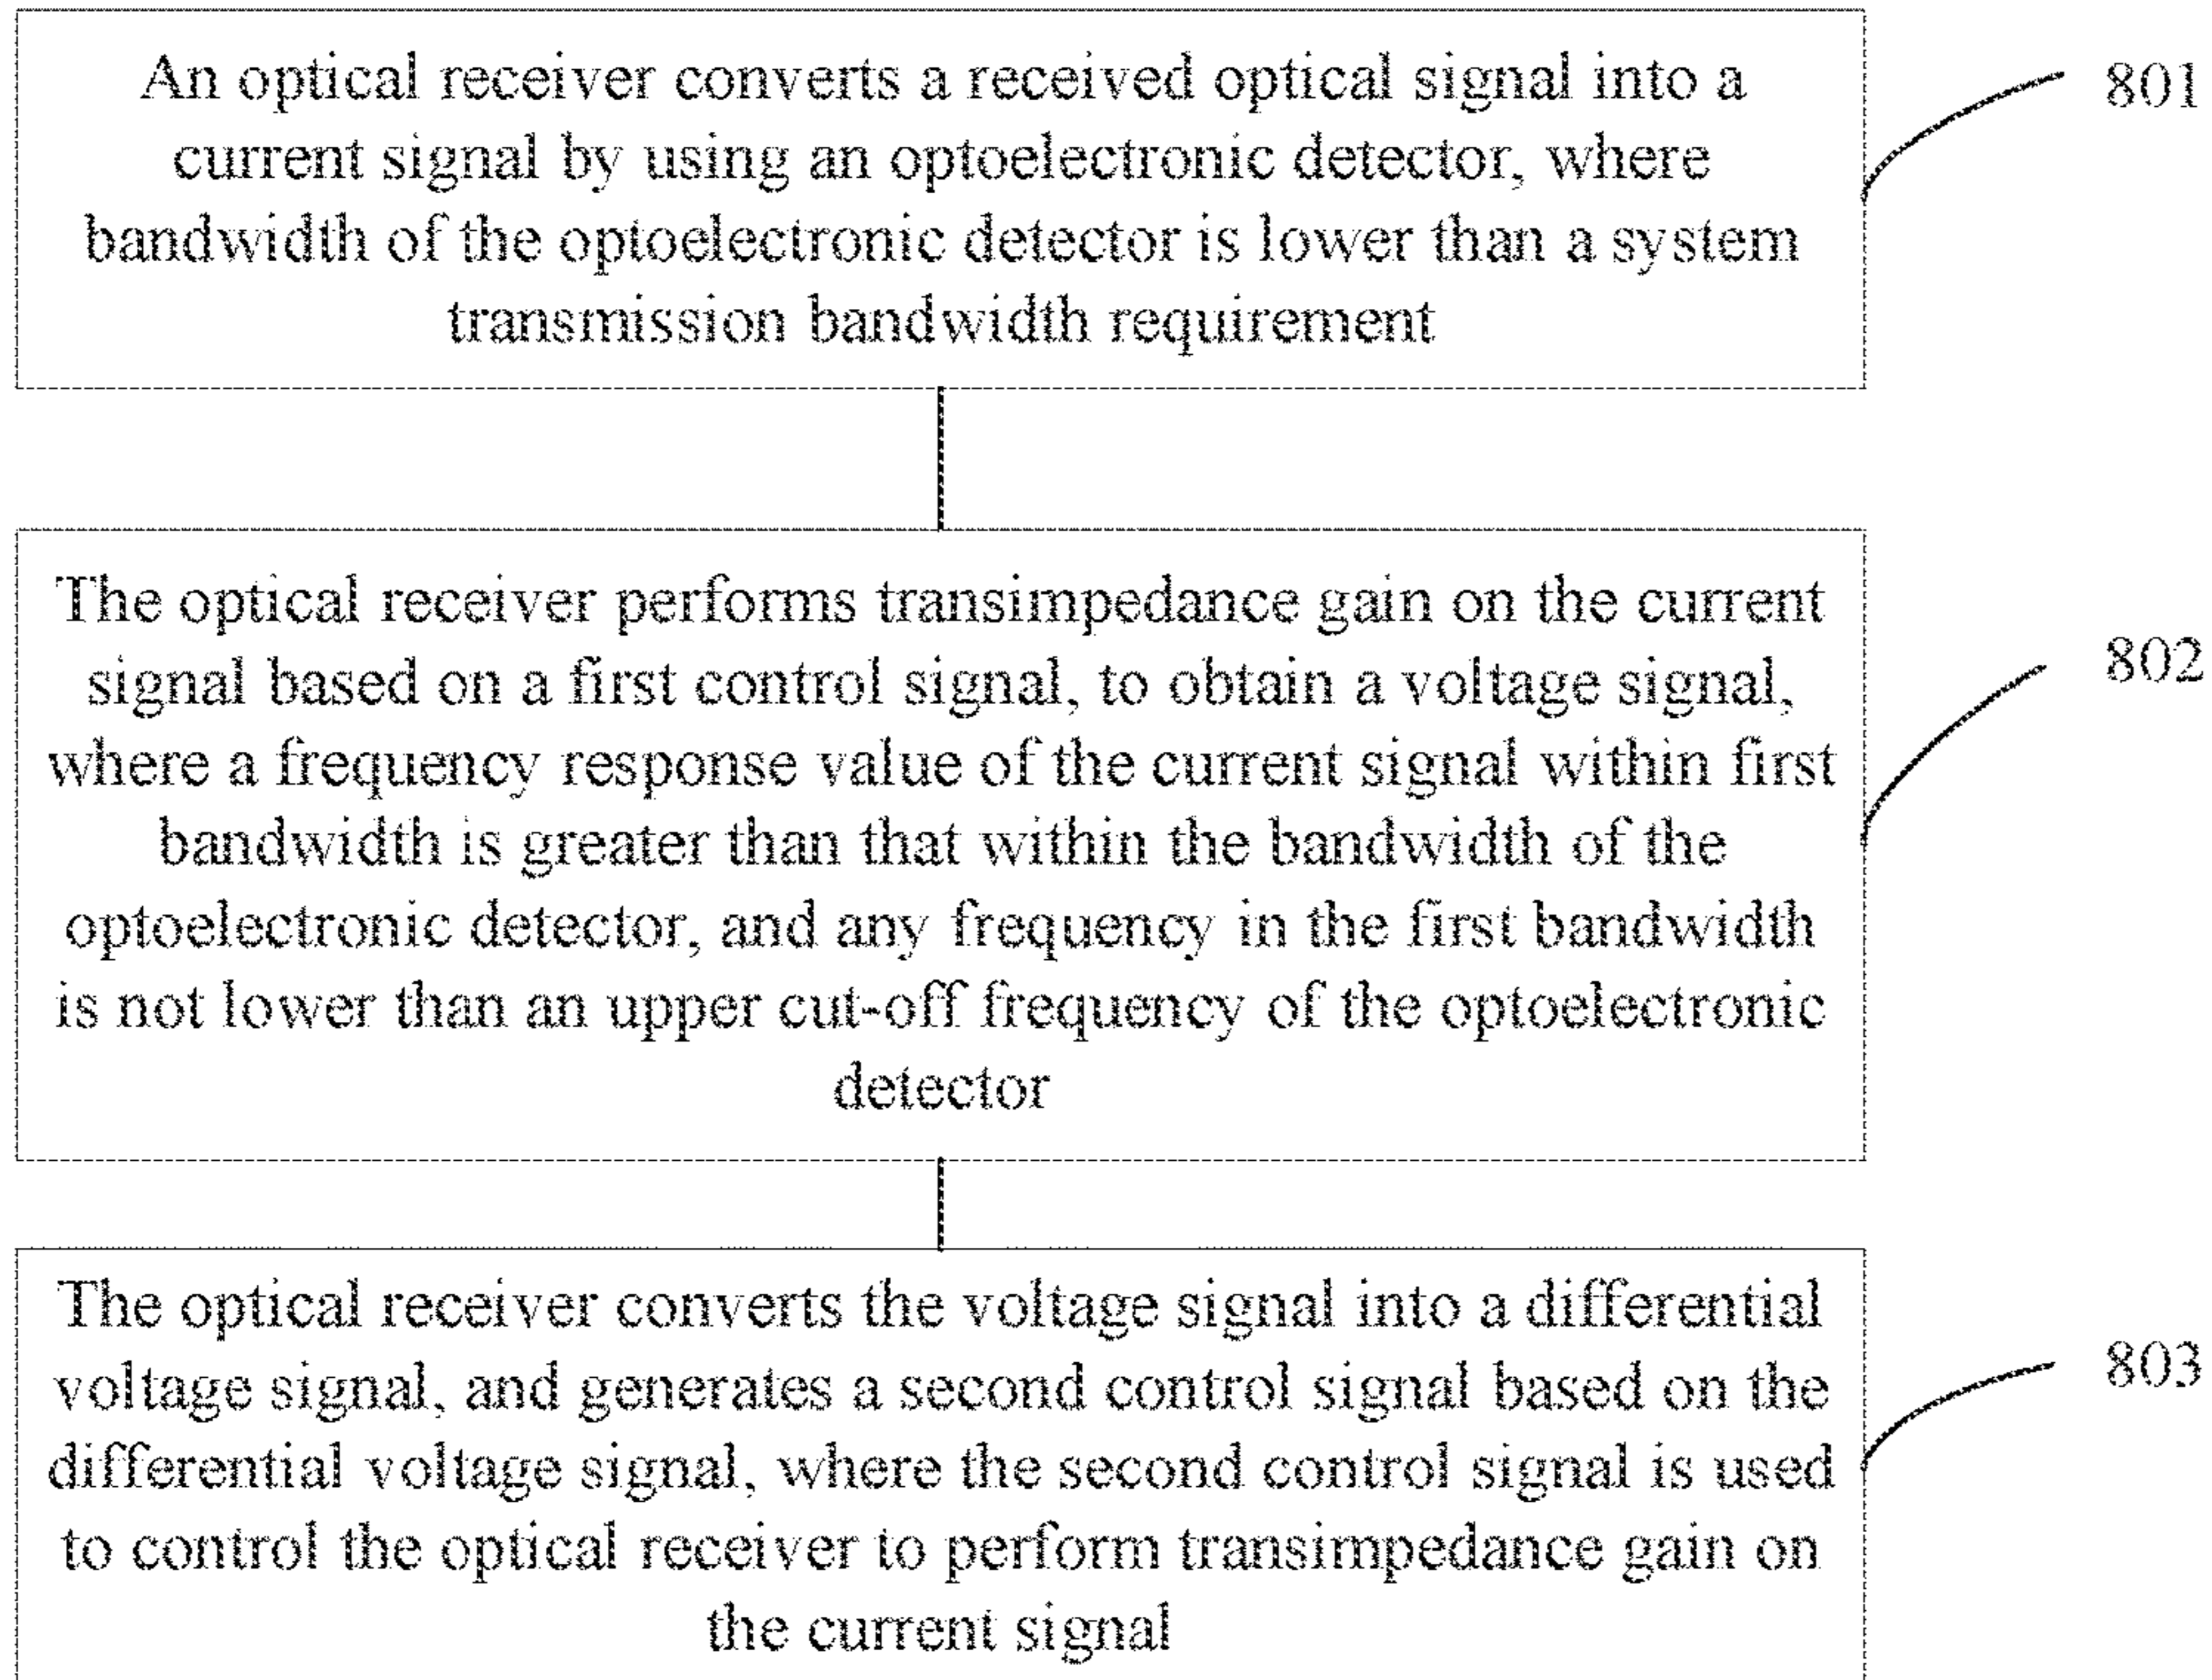 An optical receiver converts a received optical signal into a
current signal by using an optoelectronic detector, where
bandwidth of the optoelectronic detector is lower than a system
transmission bandwidth requirement
801
The optical receiver performs transimpedance gain on the current
signal based on a first control signal, to obtain a voltage signal,
where a frequency response value of the current signal within first
bandwidth is greater than that within the bandwidth of the
optoelectronic detector, and any frequency in the first bandwidth
is not lower than an upper cut-off frequency of the optoelectronic
detector
802
The optical receiver converts the voltage signal into a differential
voltage signal, and generates a second control signal based on the
differential voltage signal, where the second control signal is used
to control the optical receiver to perform transimpedance gain on
the current signal
803